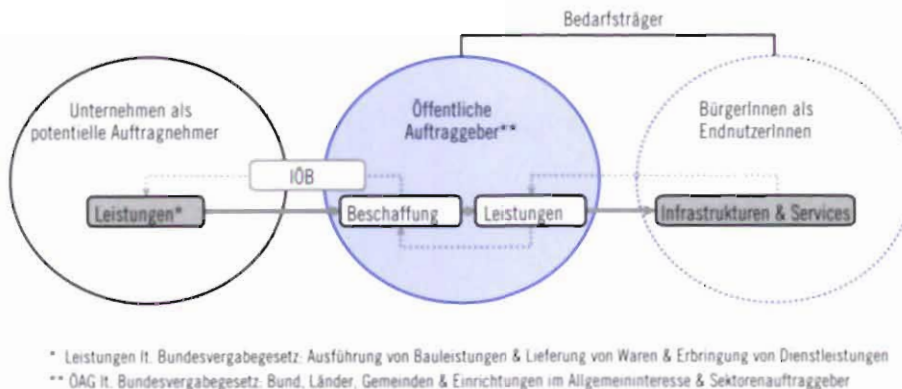 Bedarfsträger
Unternehmen als
potentielle Auftragnehmer
Öffentliche
Auftraggeber**
BürgerInnen als
EndnutzerInnen
IÖB
Leistungen*
Beschaffung
Leistungen
Infrastrukturen & Services
* Leistungen lt. Bundesvergabegesetz: Ausführung von Bauleistungen & Lieferung von Waren & Erbringung von Dienstleistungen
** ÖAG lt. Bundesvergabegesetz: Bund, Länder, Gemeinden & Einrichtungen im Allgemeininteresse & Sektorenauftraggeber